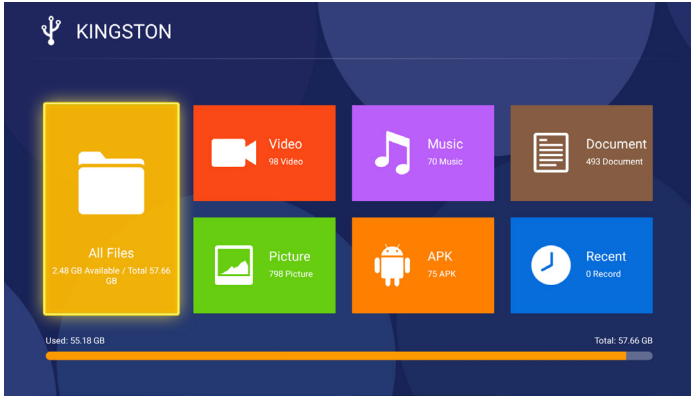 KINGSTON
All Files
2.48 GB Available / Total 57.66
GB
Video
98 Video
Music
70 Music
Document
493 Document
Picture
798 Picture
APK
75 APK
Recent
0 Record
Used: 55.18 GB
Total: 57.66 GB